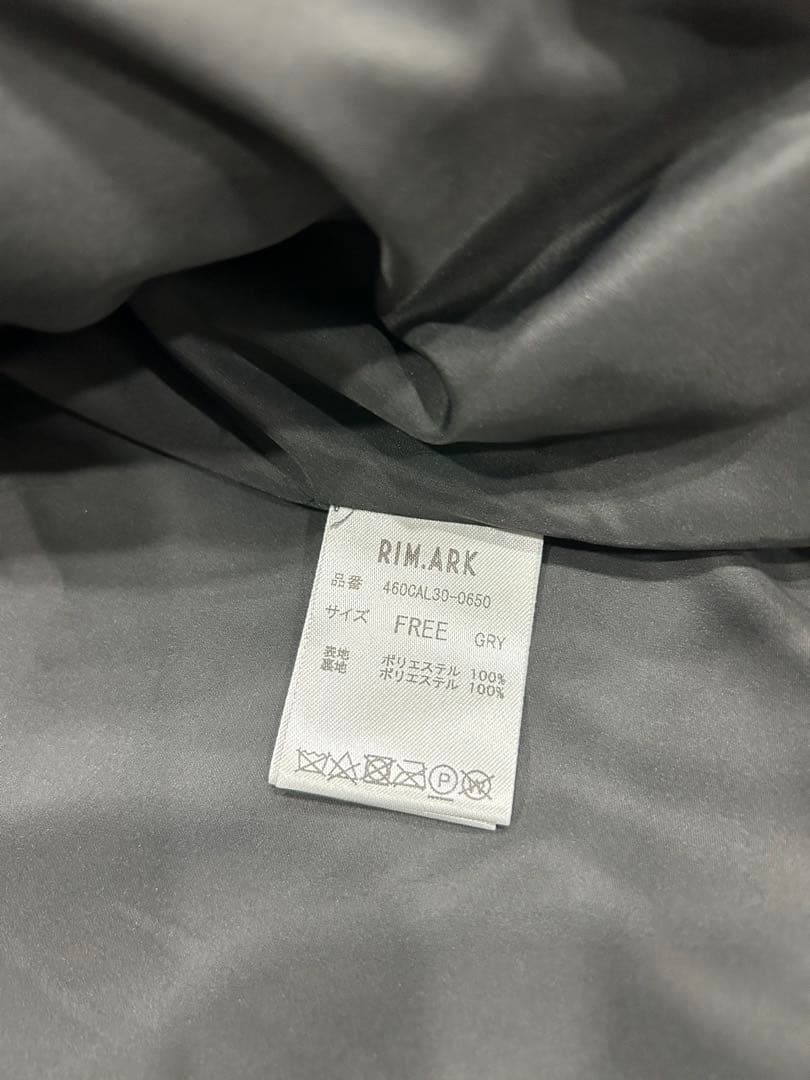 RIM.ARK
品番 460CAL30-0650
サイズ FREE GRY
表地 ポリエステル 100%
裏地 ポリエステル 100%
P W